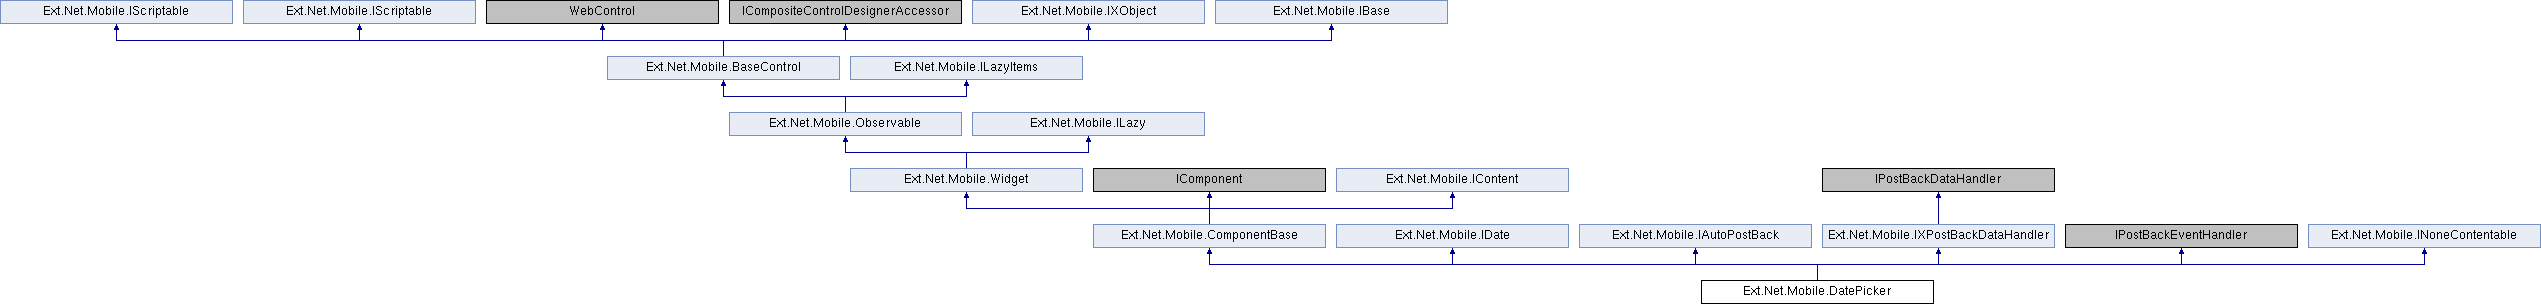 Ext.Net.Mobile.IScriptable
Ext.Net.Mobile.IScriptable
WebControl
ICompositeControlDesignerAccessor
Ext.Net.Mobile.IXObject
Ext.Net.Mobile.IBase
Ext.Net.Mobile.BaseControl
Ext.Net.Mobile.ILazyItems
Ext.Net.Mobile.Observable
Ext.Net.Mobile.ILazy
Ext.Net.Mobile.Widget
IComponent
Ext.Net.Mobile.IContent
IPostBackDataHandler
Ext.Net.Mobile.ComponentBase
Ext.Net.Mobile.IDate
Ext.Net.Mobile.IAutoPostBack
Ext.Net.Mobile.IXPostBackDataHandler
IPostBackEventHandler
Ext.Net.Mobile.INoneContentable
Ext.Net.Mobile.DatePicker